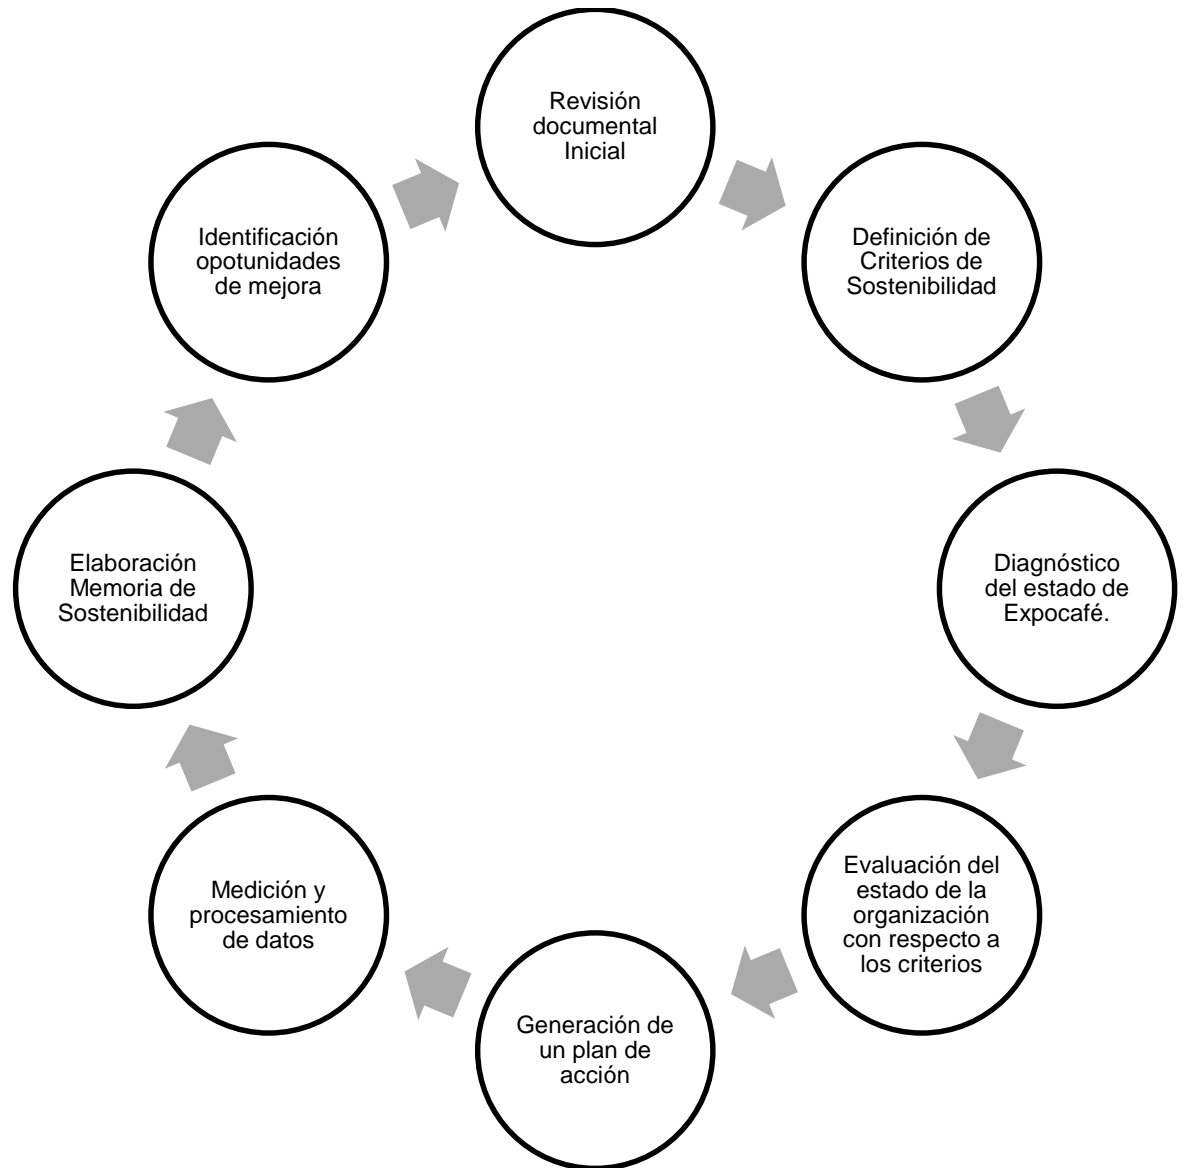 Revisión
documental
Inicial
Definición de
Criterios de
Sostenibilidad
Diagnóstico
del estado de
Expocafé.
Evaluación del
estado de la
organización
con respecto a
los criterios
Generación de
un plan de
acción
Medición y
procesamiento
de datos
Elaboración
Memoria de
Sostenibilidad
Identificación
opotunidades
de mejora